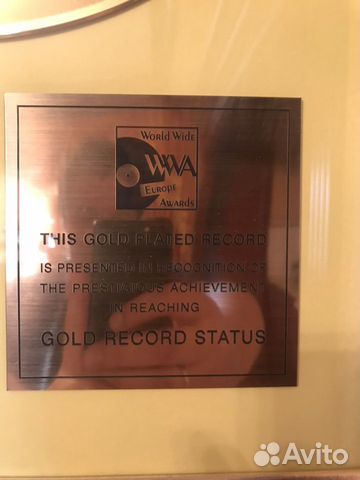 World Wide
WWA
Europe
Awards
THIS GOLD PLATED RECORD
IS PRESENTED IN RECOGNITION OF
THE PRESTIATOUS ACHIEVEMENT
IN REACHING
GOLD RECORD STATUS
Avito